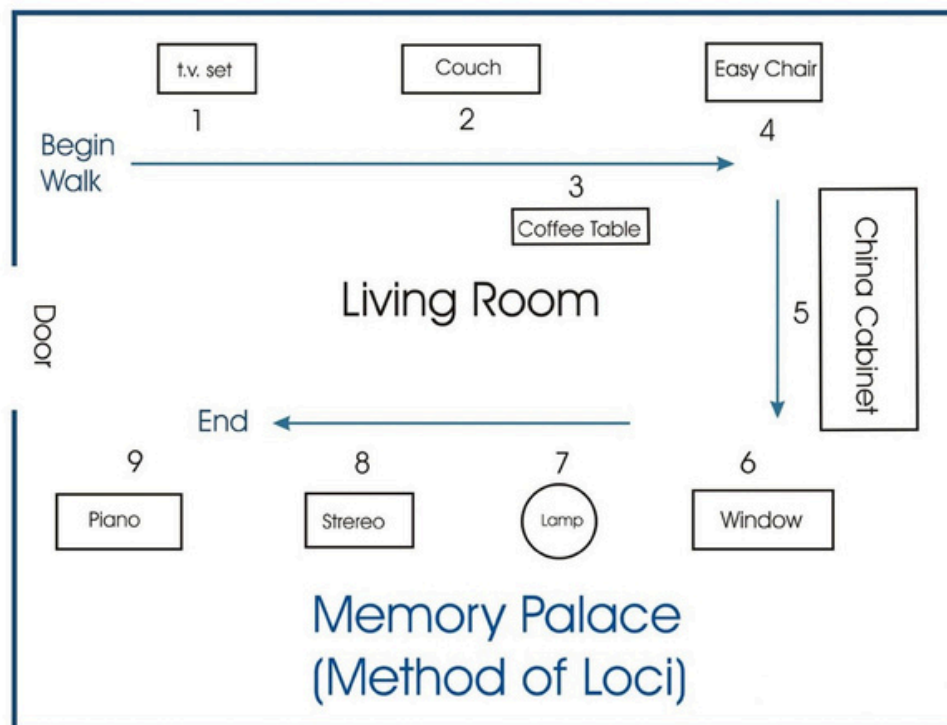 t.v. set
Couch
Easy Chair
1
2
4
Begin
Walk
3
Coffee Table
China Cabinet
Living Room
5
Door
End
9
8
7
6
Piano
Strereo
Lamp
Window
Memory Palace
(Method of Loci)